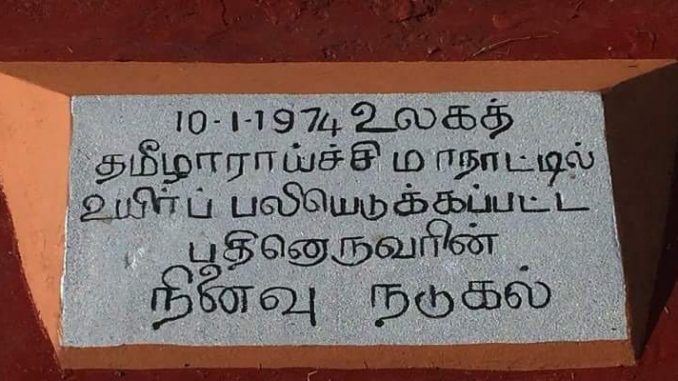 10-1-1974 உலகத்
தமிழாராய்ச்சி மாநாட்டில்
உயிர்ப் பலியெடுக்கப்பட்ட
பதினொருவரின்
நினைவு நடுகல்